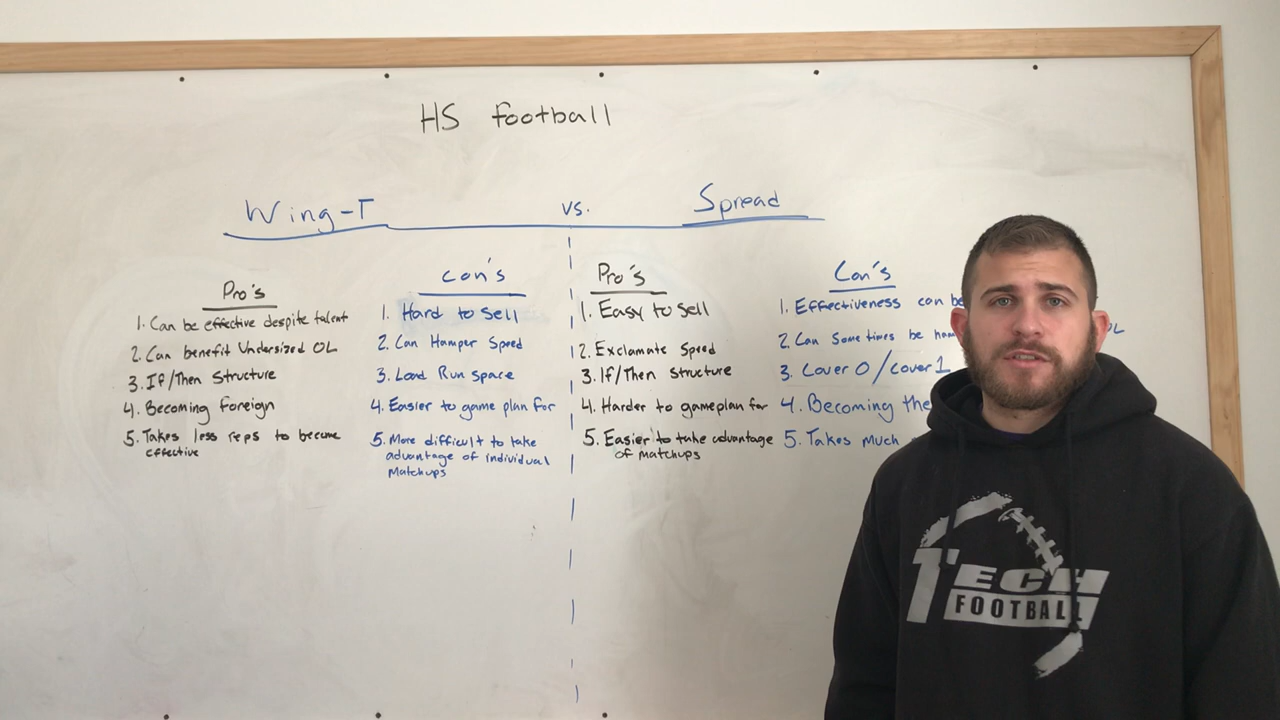 HS football
Wing-T vs. Spread
Pro's
1. Can be effective despite talent
2. Can benefit Undersized OL
3. If/Then Structure
4. Becoming foreign
5. Takes less reps to become
effective
Con's
1. Hard to Sell
2. Can Hamper Speed
3. Load Run Space
4. Easier to game plan for
5. More difficult to take
advantage of individual
Matchups
Pro's
1. Easy to Sell
2. Exclamate Speed
3. If/Then Structure
4. Harder to gameplan for
5. Easier to take advantage
of matchups
Con's
1. Effectiveness can be
2. Can Some times be OL
3. Cover 0 / Cover 1
4. Becoming the
5. Takes Much
TECH
FOOTBALL